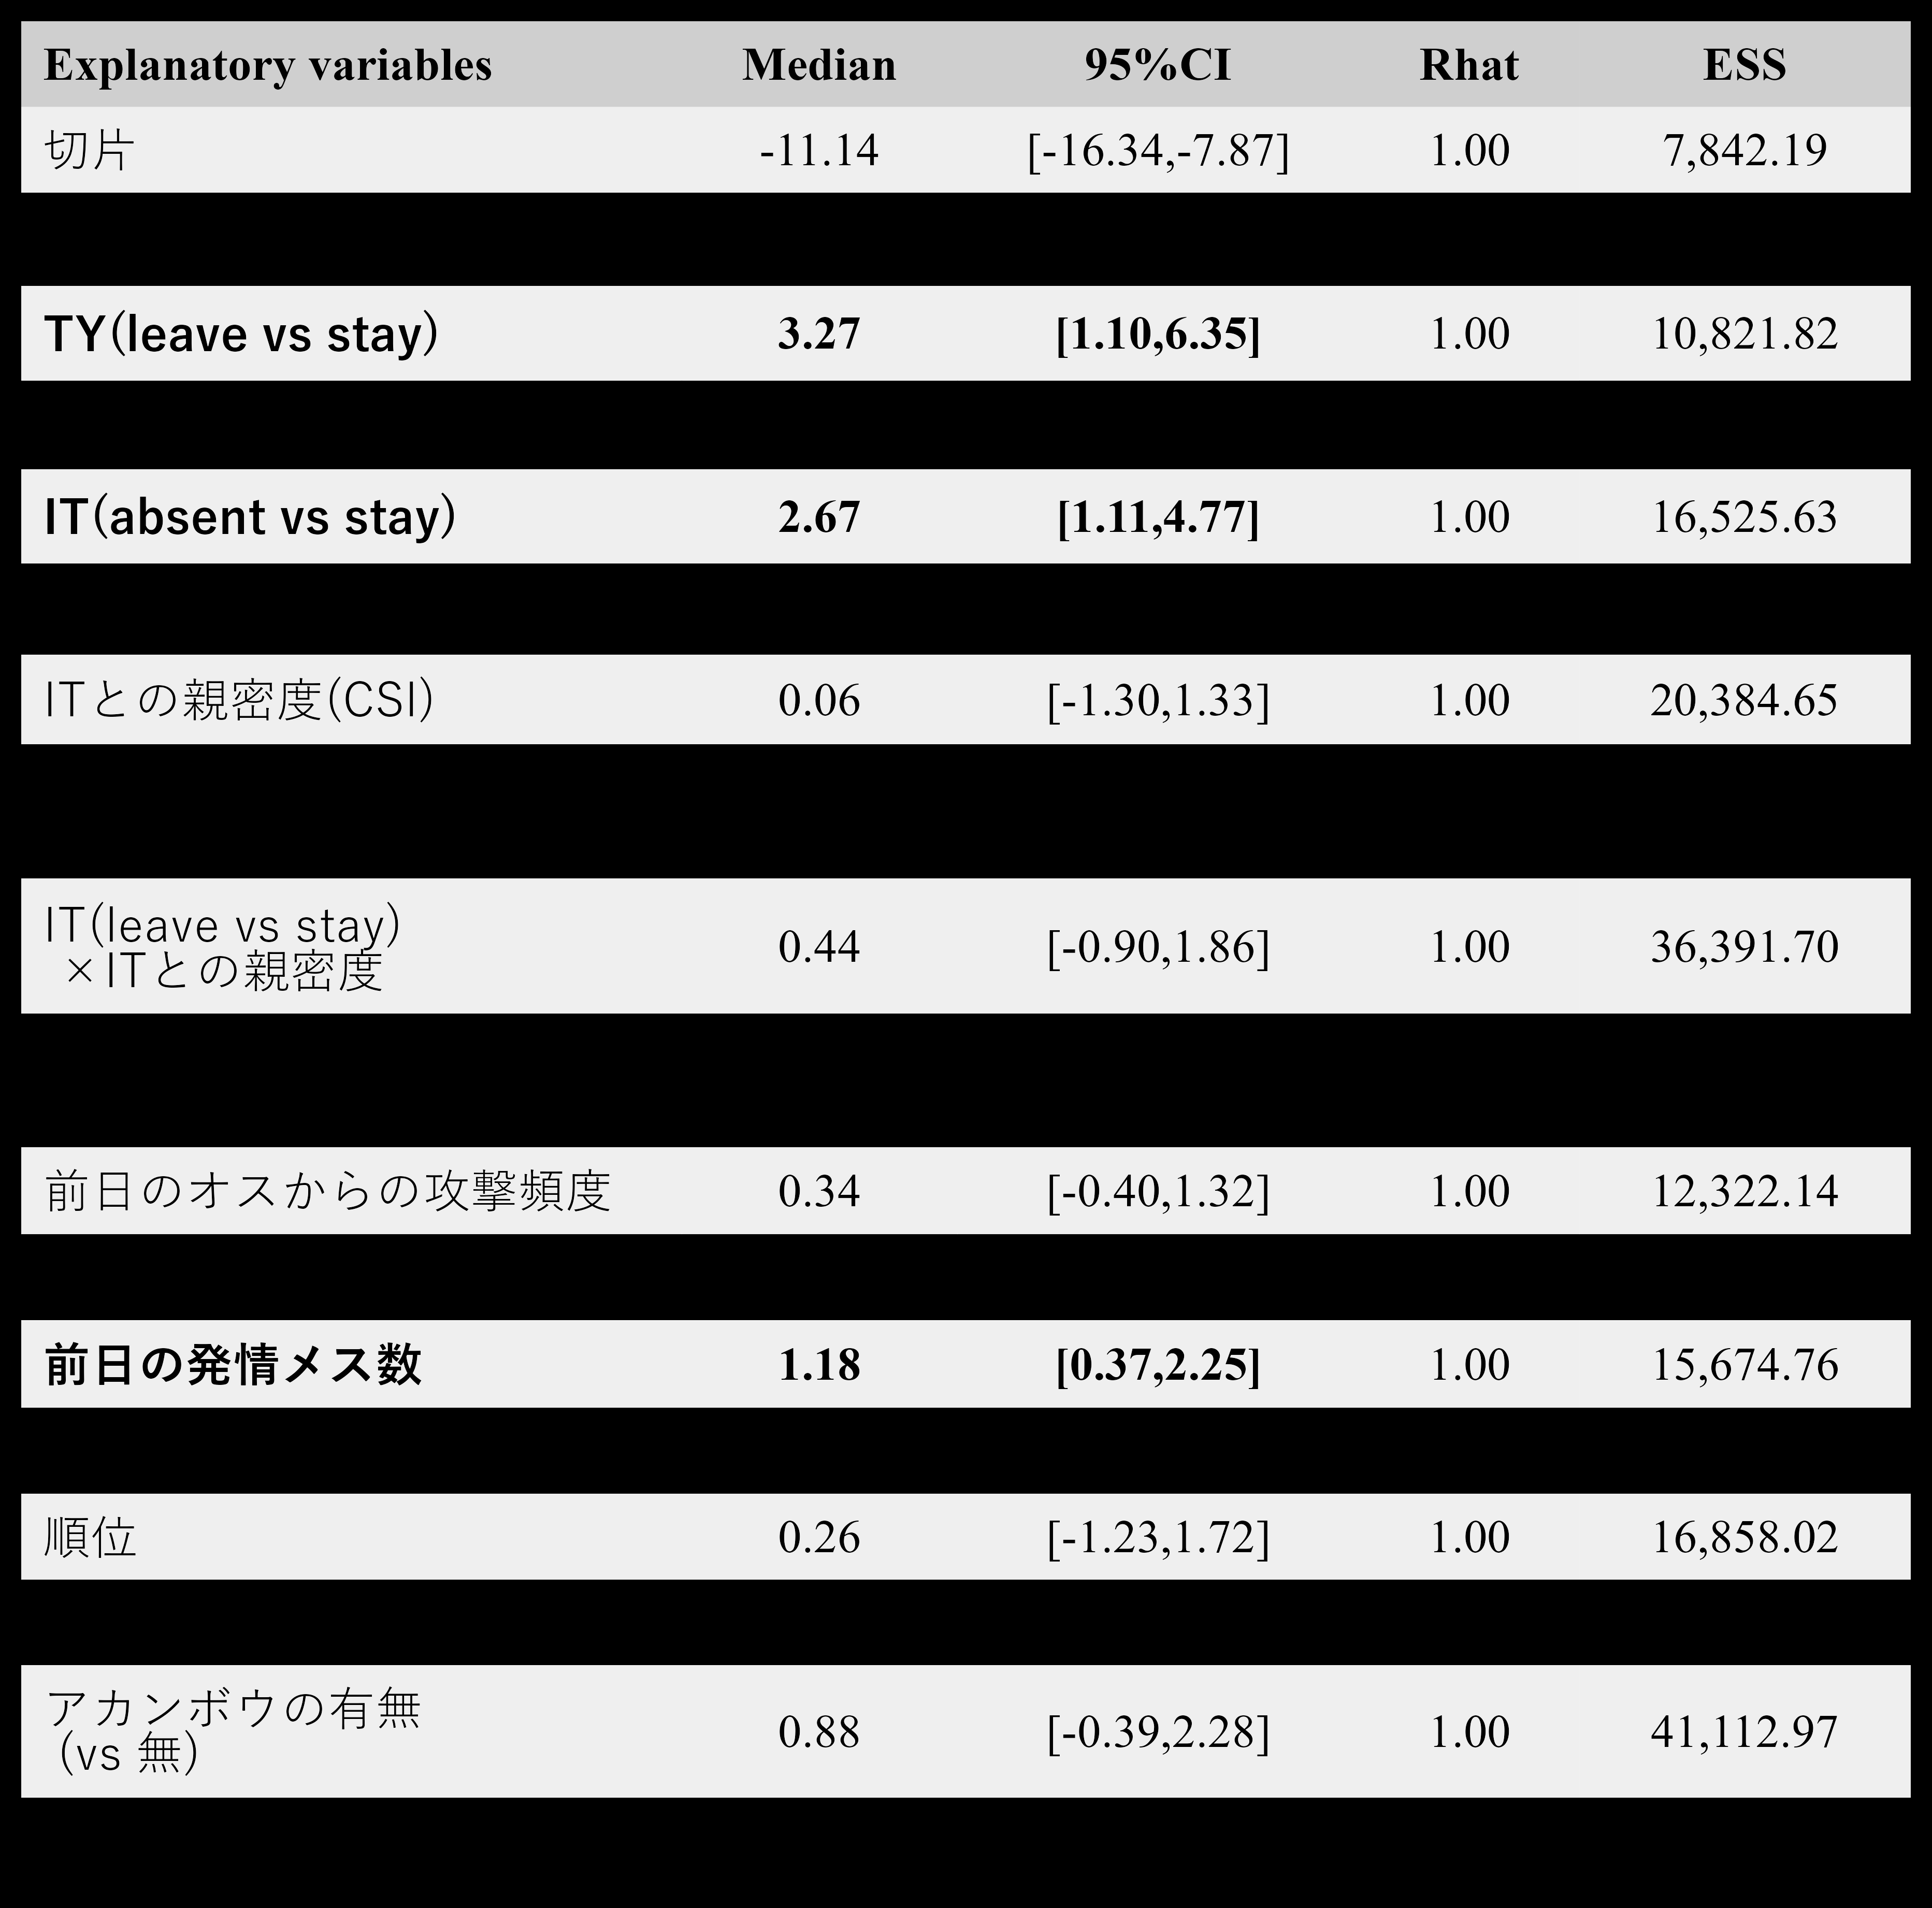 Explanatory variables Median 95%CI Rhat ESS
切片 -11.14 [-16.34,-7.87] 1.00 7,842.19
TY(leave vs stay) 3.27 [1.10,6.35] 1.00 10,821.82
IT(absent vs stay) 2.67 [1.11,4.77] 1.00 16,525.63
ITとの親密度(CSI) 0.06 [-1.30,1.33] 1.00 20,384.65
IT(leave vs stay)
×ITとの親密度 0.44 [-0.90,1.86] 1.00 36,391.70
前日のオスからの攻撃頻度 0.34 [-0.40,1.32] 1.00 12,322.14
前日の発情メス数 1.18 [0.37,2.25] 1.00 15,674.76
順位 0.26 [-1.23,1.72] 1.00 16,858.02
アカンボウの有無
(vs 無) 0.88 [-0.39,2.28] 1.00 41,112.97